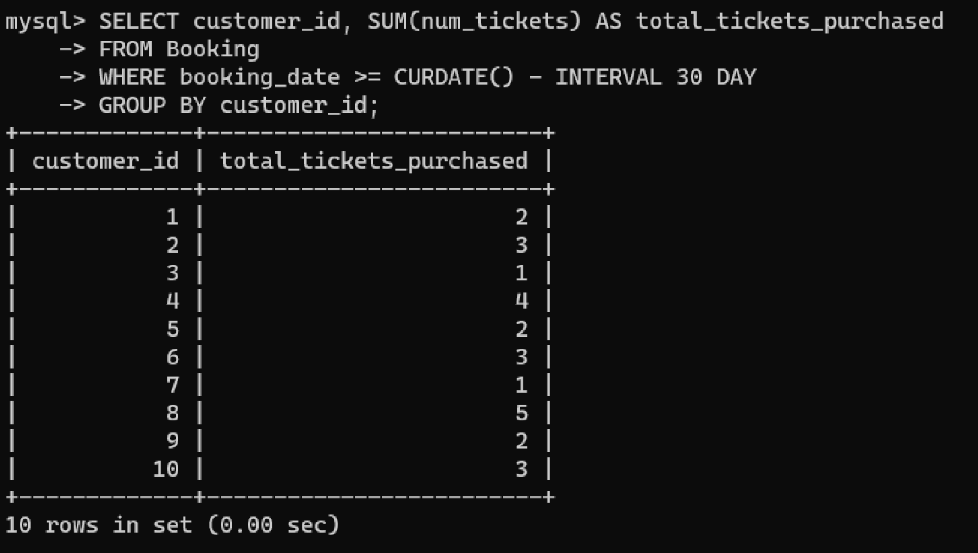 mysql> SELECT customer_id, SUM(num_tickets) AS total_tickets_purchased
    -> FROM Booking
    -> WHERE booking_date >= CURDATE() - INTERVAL 30 DAY
    -> GROUP BY customer_id;
+-------------+-------------------------+
| customer_id | total_tickets_purchased |
+-------------+-------------------------+
|           1 |                       2 |
|           2 |                       3 |
|           3 |                       1 |
|           4 |                       4 |
|           5 |                       2 |
|           6 |                       3 |
|           7 |                       1 |
|           8 |                       5 |
|           9 |                       2 |
|          10 |                       3 |
+-------------+-------------------------+
10 rows in set (0.00 sec)